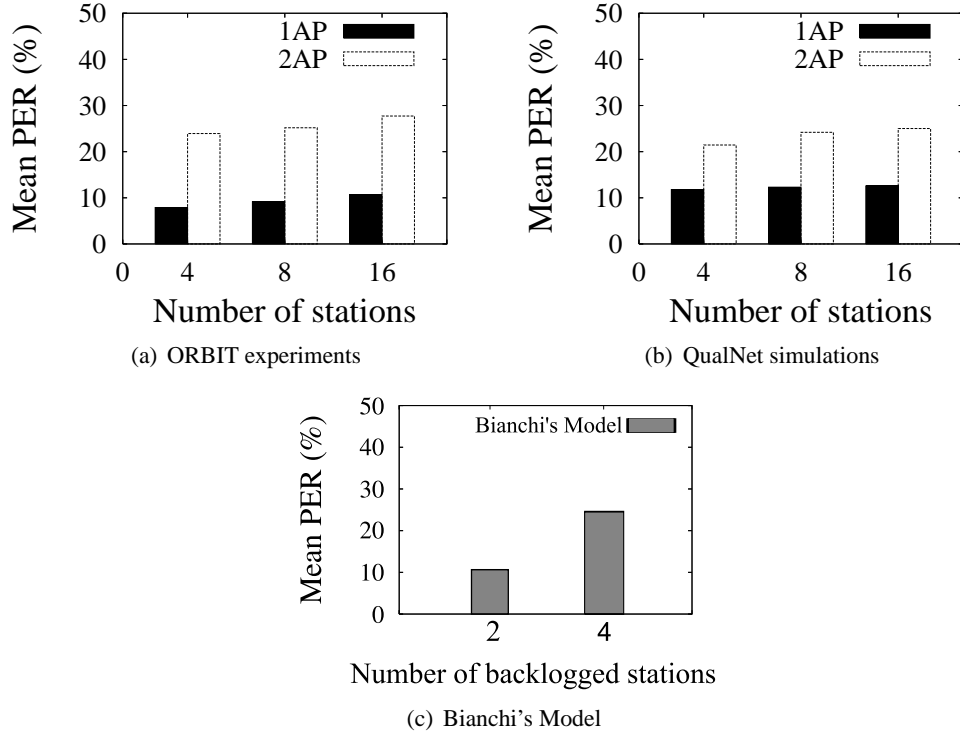 50
40
30
20
10
0
Mean PER (%)
1AP
2AP
0 4 8 16
Number of stations
(a) ORBIT experiments
50
40
30
20
10
0
Mean PER (%)
1AP
2AP
0 4 8 16
Number of stations
(b) QualNet simulations
50
40
30
20
10
0
Mean PER (%)
Bianchi's Model
2 4
Number of backlogged stations
(c) Bianchi's Model